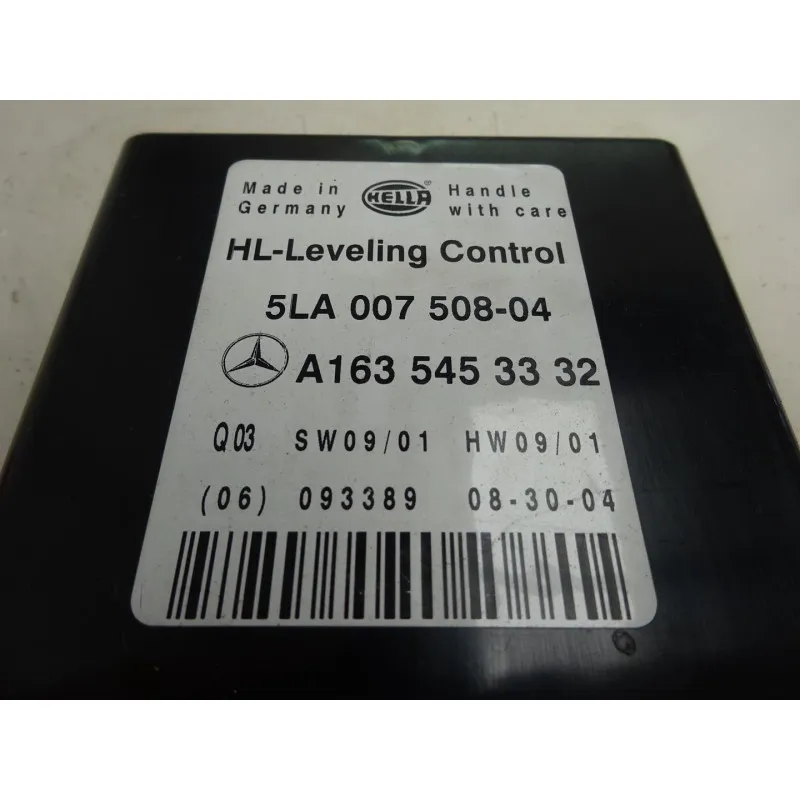 Made in Germany HELLA ® Handle with care
HL-Leveling Control
5LA 007 508-04
A163 545 33 32
Q03 SW09/01 HW09/01
(06) 093389 08-30-04